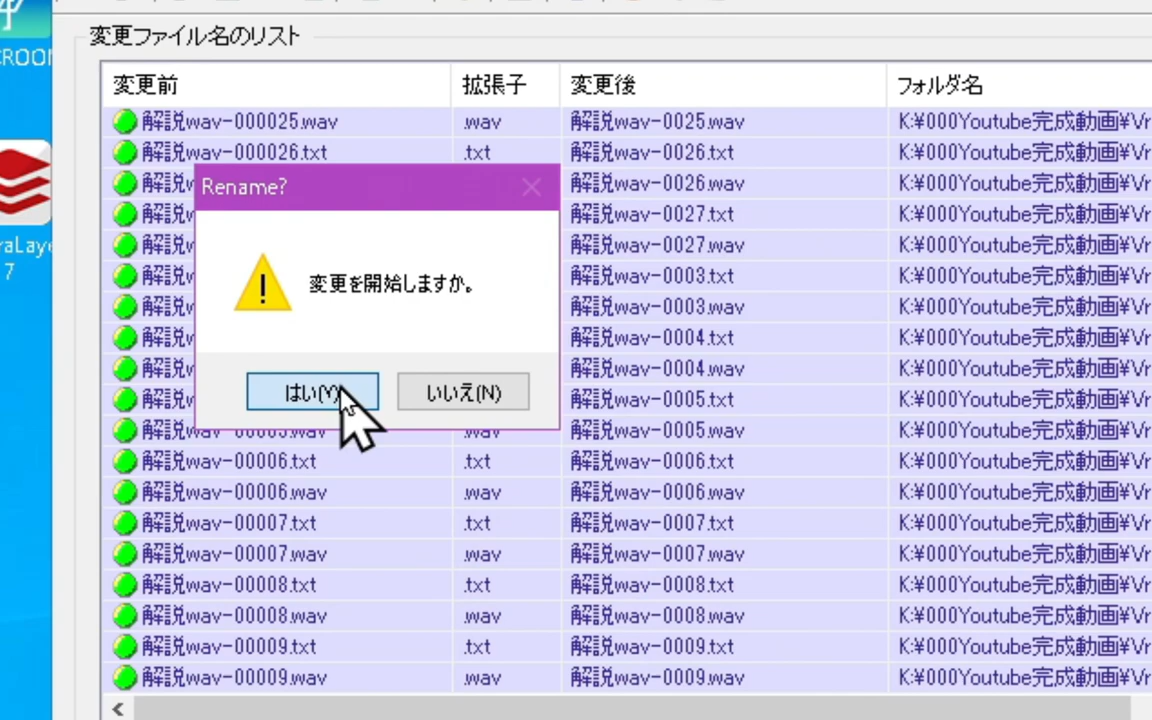 変更ファイル名のリスト
変更前 拡張子 変更後 フォルダ名
解説wav-000025.wav .wav 解説wav-0025.wav K:¥000Youtube完成動画¥Vr
解説wav-000026.txt .txt 解説wav-0026.txt K:¥000Youtube完成動画¥Vr
解説 解説wav-0026.wav K:¥000Youtube完成動画¥Vr
解説 解説wav-0027.txt K:¥000Youtube完成動画¥Vr
解説 解説wav-0027.wav K:¥000Youtube完成動画¥Vr
解説 解説wav-0003.txt K:¥000Youtube完成動画¥Vr
解説 解説wav-0003.wav K:¥000Youtube完成動画¥Vr
解説 解説wav-0004.txt K:¥000Youtube完成動画¥Vr
解説 解説wav-0004.wav K:¥000Youtube完成動画¥Vr
解説 解説wav-0005.txt K:¥000Youtube完成動画¥Vr
解説wav-00005.wav .wav 解説wav-0005.wav K:¥000Youtube完成動画¥Vr
解説wav-00006.txt .txt 解説wav-0006.txt K:¥000Youtube完成動画¥Vr
解説wav-00006.wav .wav 解説wav-0006.wav K:¥000Youtube完成動画¥Vr
解説wav-00007.txt .txt 解説wav-0007.txt K:¥000Youtube完成動画¥Vr
解説wav-00007.wav .wav 解説wav-0007.wav K:¥000Youtube完成動画¥Vr
解説wav-00008.txt .txt 解説wav-0008.txt K:¥000Youtube完成動画¥Vr
解説wav-00008.wav .wav 解説wav-0008.wav K:¥000Youtube完成動画¥Vr
解説wav-00009.txt .txt 解説wav-0009.txt K:¥000Youtube完成動画¥Vr
解説wav-00009.wav .wav 解説wav-0009.wav K:¥000Youtube完成動画¥Vr
Rename?
変更を開始しますか。
はい(Y) いいえ(N)
ROO
raLaye
7